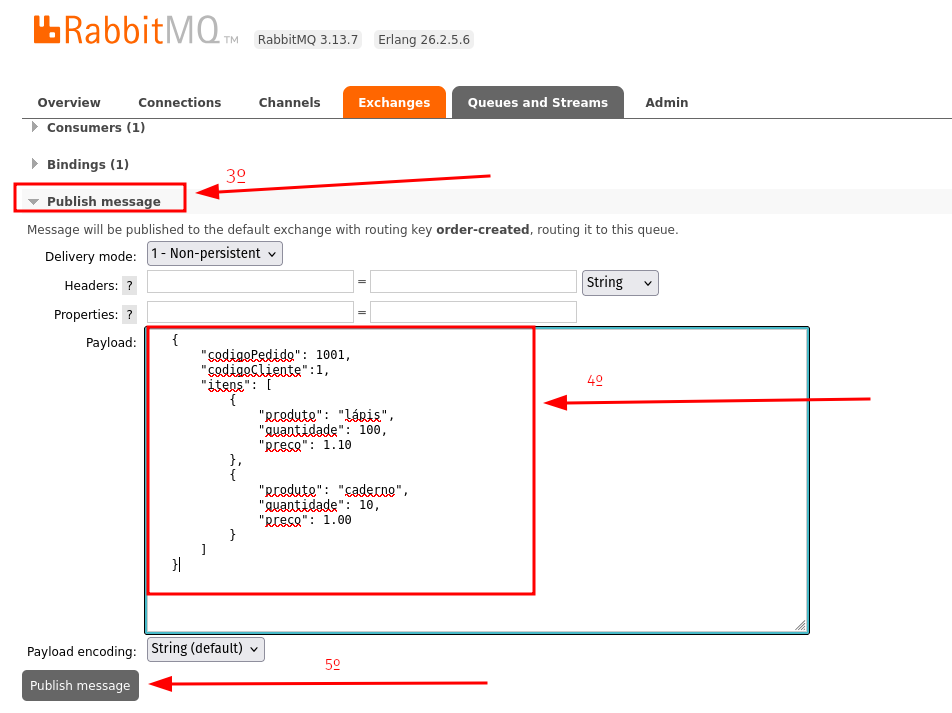 RabbitMQ TM RabbitMQ 3.13.7 Erlang 26.2.5.6
Overview Connections Channels Exchanges Queues and Streams Admin
Consumers (1)
Bindings (1)
3º
Publish message
Message will be published to the default exchange with routing key order-created, routing it to this queue.
Delivery mode: 1 - Non-persistent
Headers: ? = String
Properties: ? =
Payload:
{
"codigoPedido": 1001,
"codigoCliente":1,
"itens": [
{
"produto": "lápis",
"quantidade": 100,
"preco": 1.10
},
{
"produto": "caderno",
"quantidade": 10,
"preco": 1.00
}
]
}
4º
Payload encoding: String (default)
5º
Publish message